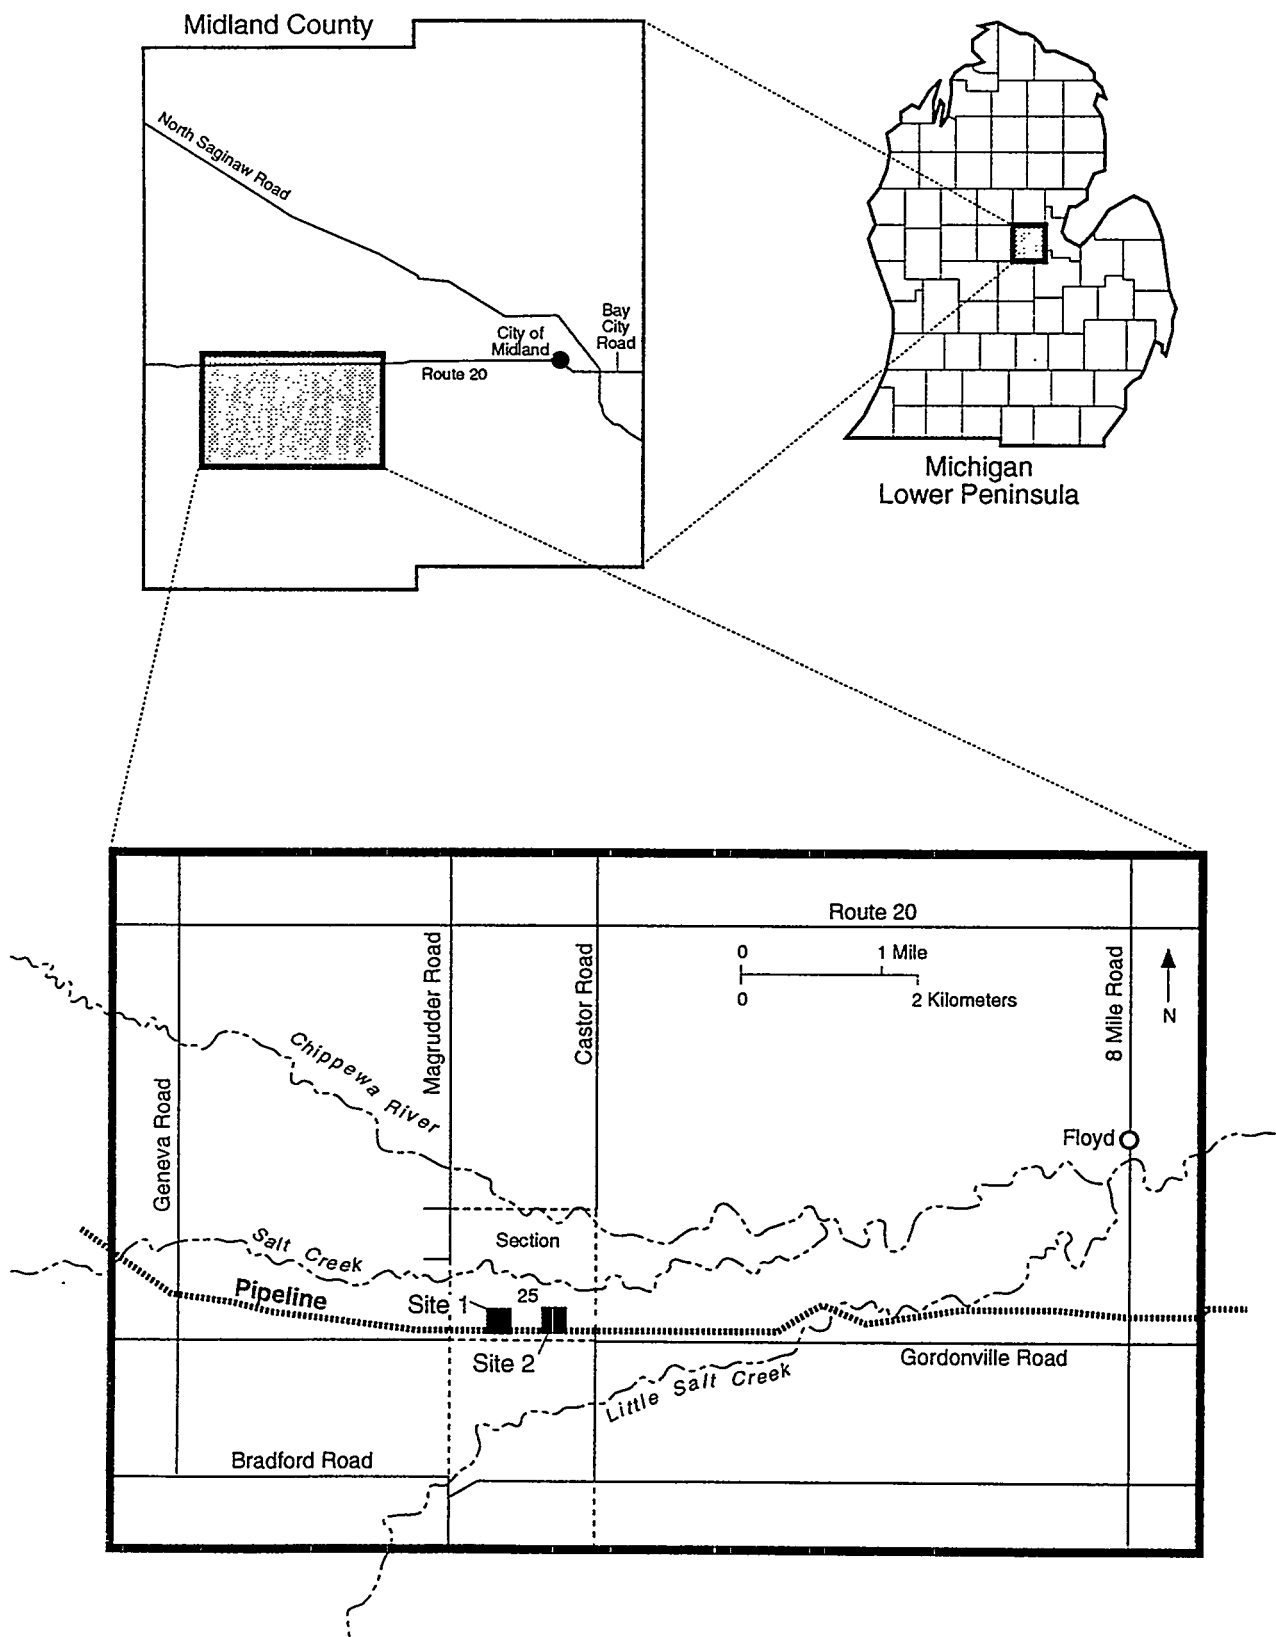 Midland County
North Saginaw Road
Bay
City
Road
City of
Midland
Route 20
Michigan
Lower Peninsula
Route 20
0 1 Mile
0 2 Kilometers
N
Magrudder Road
Castor Road
8 Mile Road
Geneva Road
Chippewa River
Floyd
Section
25
Salt Creek
Pipeline
Site 1
Site 2
Gordonville Road
Little Salt Creek
Bradford Road